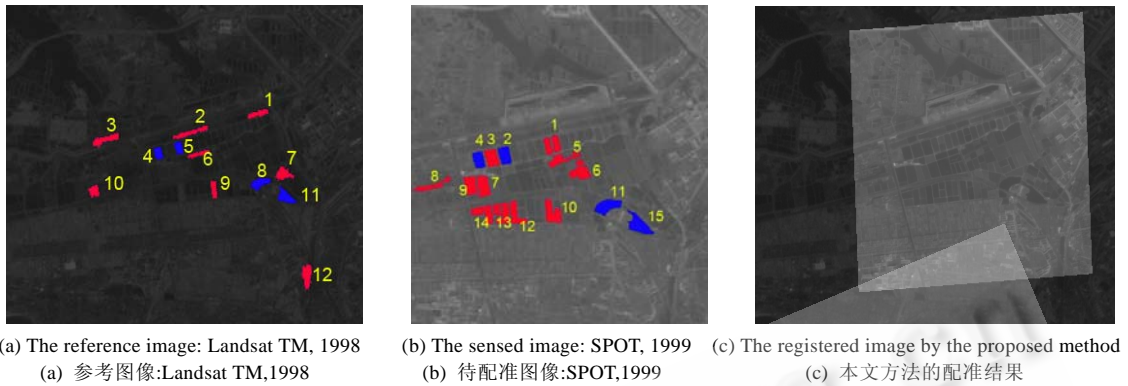 1
2
3
5
4
6
7
8
10
9
11
12
1
4 3 2
5
6
8
9 7
10
11
14 13 12
15
(a) The reference image: Landsat TM, 1998
(a) 参考图像:Landsat TM,1998
(b) The sensed image: SPOT, 1999
(b) 待配准图像:SPOT,1999
(c) The registered image by the proposed method
(c) 本文方法的配准结果